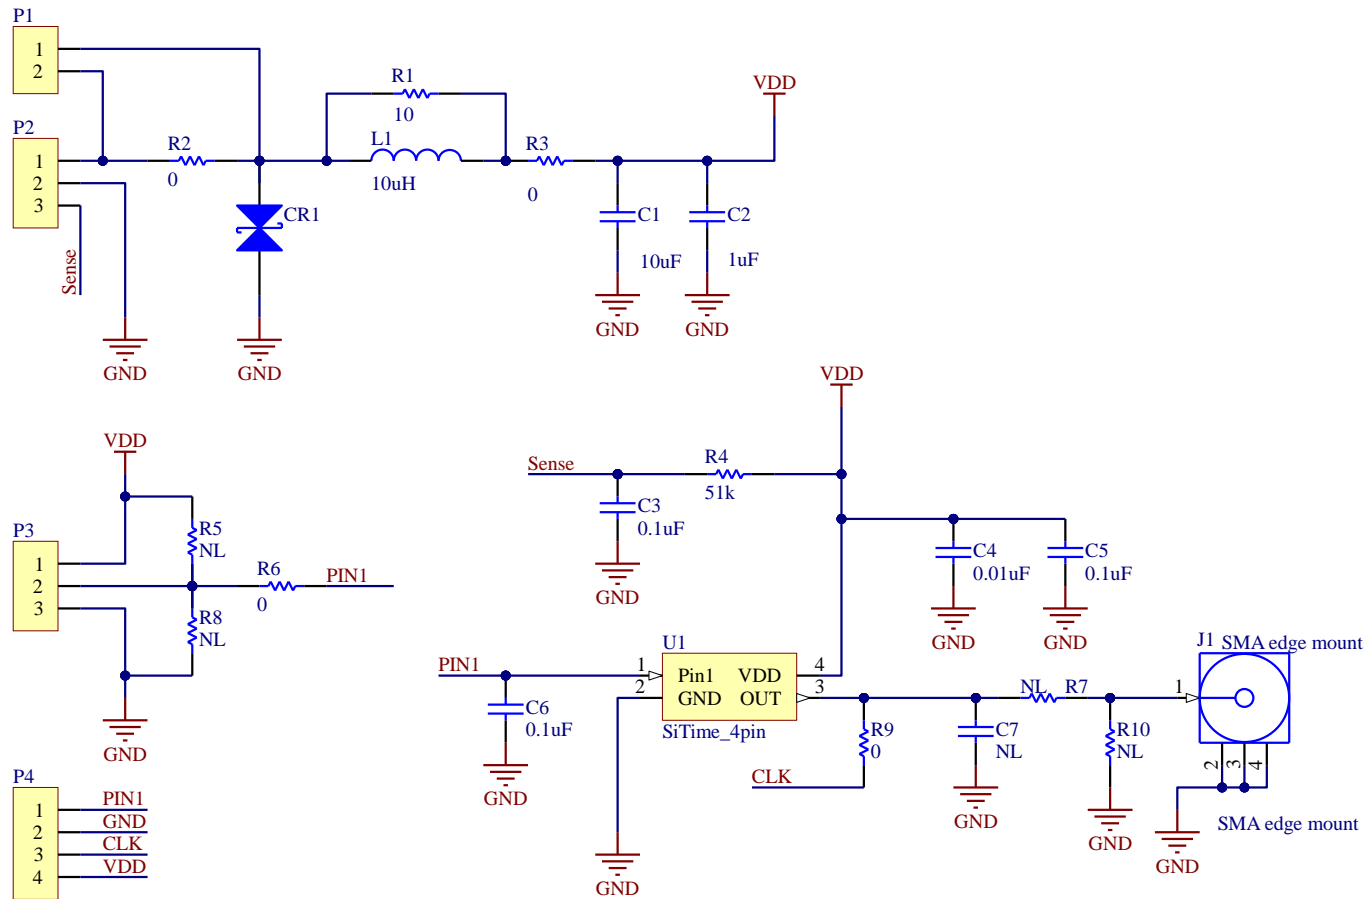 P1
1
2
P2
1
2
3
Sense
GND
R2
0
CR1
GND
R1
10
L1
10uH
R3
0
VDD
C1
10uF
GND
C2
1uF
GND
VDD
P3
1
2
3
R5
NL
R6
0
PIN1
R8
NL
GND
P4
1
2
3
4
PIN1
GND
CLK
VDD
VDD
Sense
R4
51k
C3
0.1uF
GND
C4
0.01uF
GND
C5
0.1uF
GND
PIN1
C6
0.1uF
GND
U1
1
2
Pin1
GND
VDD
OUT
4
3
SiTime_4pin
GND
R9
0
CLK
C7
NL
GND
NL
R7
R10
NL
GND
J1
SMA edge mount
1
2
3
4
SMA edge mount
GND